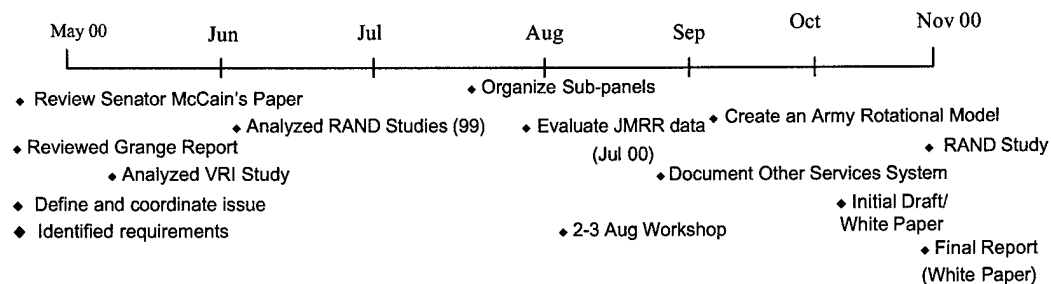 May 00 Jun Jul Aug Sep Oct Nov 00
Organize Sub-panels
Review Senator McCain's Paper
Create an Army Rotational Model
Analyzed RAND Studies (99)
Evaluate JMRR data
(Jul 00)
Reviewed Grange Report
RAND Study
Analyzed VRI Study
Document Other Services System
Define and coordinate issue
Initial Draft/
White Paper
Identified requirements
2-3 Aug Workshop
Final Report
(White Paper)